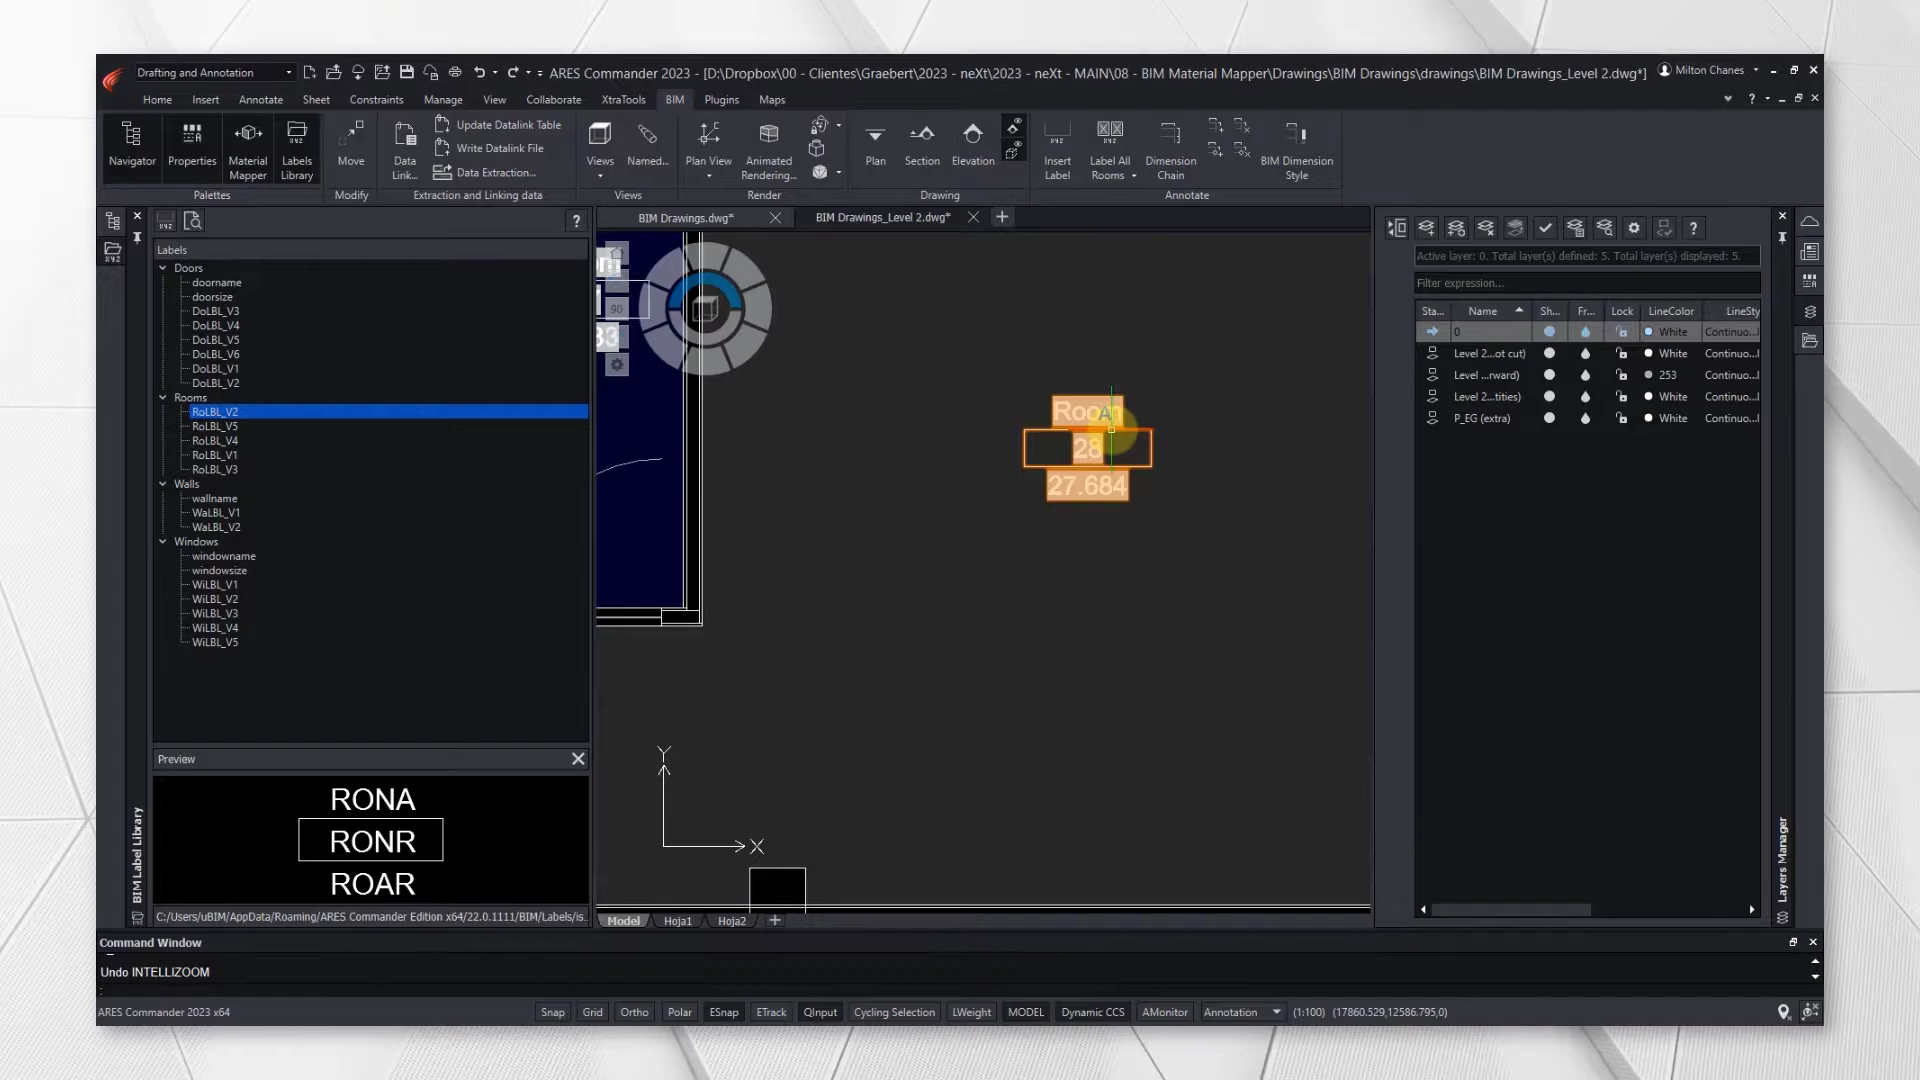 Drafting and Annotation
ARES Commander 2023 - [D:\Dropbox\00 - Clientes\Graebert\2023 - neXt\2023 - neXt - MAIN\08 - BIM Material Mapper\Drawings\BIM Drawings\drawings\BIM Drawings_Level 2.dwg*]
Milton Chanes
Home Insert Annotate Sheet Constraints Manage View Collaborate XtraTools BIM Plugins Maps
Navigator
Properties
Material Mapper
Labels Library
Palettes
Move
Modify
Data Link...
Update Datalink Table
Write Datalink File
Data Extraction...
Extraction and Linking data
Views
Named...
Views
Plan View
Animated Rendering...
Render
Plan
Section
Elevation
Drawing
Insert Label
Label All Rooms
Dimension Chain
BIM Dimension Style
Annotate
BIM Drawings.dwg*
BIM Drawings_Level 2.dwg*
Labels
Doors
doorname
doorsize
DoLBL_V3
DoLBL_V4
DoLBL_V5
DoLBL_V6
DoLBL_V1
DoLBL_V2
Rooms
RoLBL_V2
RoLBL_V5
RoLBL_V4
RoLBL_V1
RoLBL_V3
Walls
wallname
WaLBL_V1
WaLBL_V2
Windows
windowname
windowsize
WiLBL_V1
WiLBL_V2
WiLBL_V3
WiLBL_V4
WiLBL_V5
Preview
RONA
RONR
ROAR
C:/Users/uBIM/AppData/Roaming/ARES Commander Edition x64/22.0.1111/BIM/Labels/is...
BIM Label Library
90
33
Room
28
27.684
Y
X
Model Hoja1 Hoja2
Active layer: 0. Total layer(s) defined: 5. Total layer(s) displayed: 5.
Filter expression...
Sta... Name Sh... Fr... Lock LineColor LineSty
0 White Continuo...
Level 2...ot cut) White Continuo...
Level ...rward) 253 Continuo...
Level 2...tities) White Continuo...
P_EG (extra) White Continuo...
Layers Manager
Command Window
Undo INTELLIZOOM
:
ARES Commander 2023 x64
Snap Grid Ortho Polar ESnap ETrack QInput Cycling Selection LWeight MODEL Dynamic CCS AMonitor Annotation (1:100) (17860.529,12586.795,0)